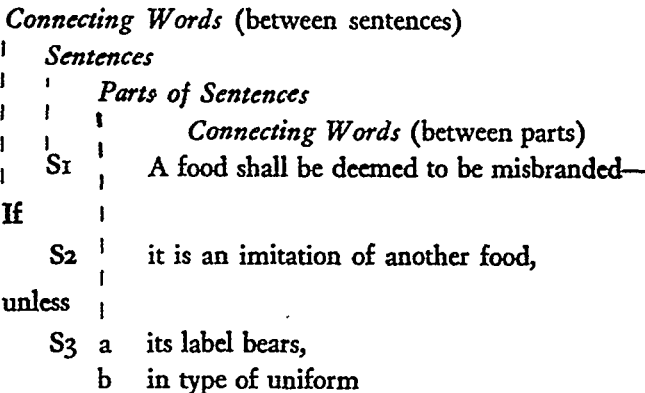 Connecting Words (between sentences)
Sentences
Parts of Sentences
Connecting Words (between parts)
S1 A food shall be deemed to be misbranded—
If
S2 it is an imitation of another food,
unless
S3 a its label bears,
b in type of uniform